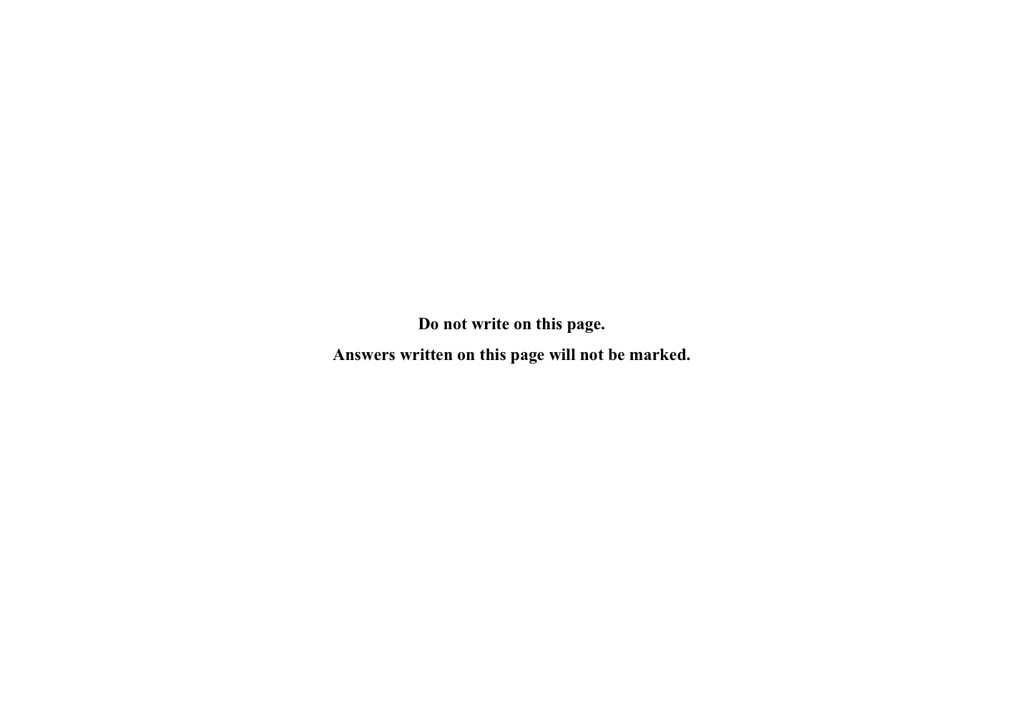 Do not write on this page.
Answers written on this page will not be marked.